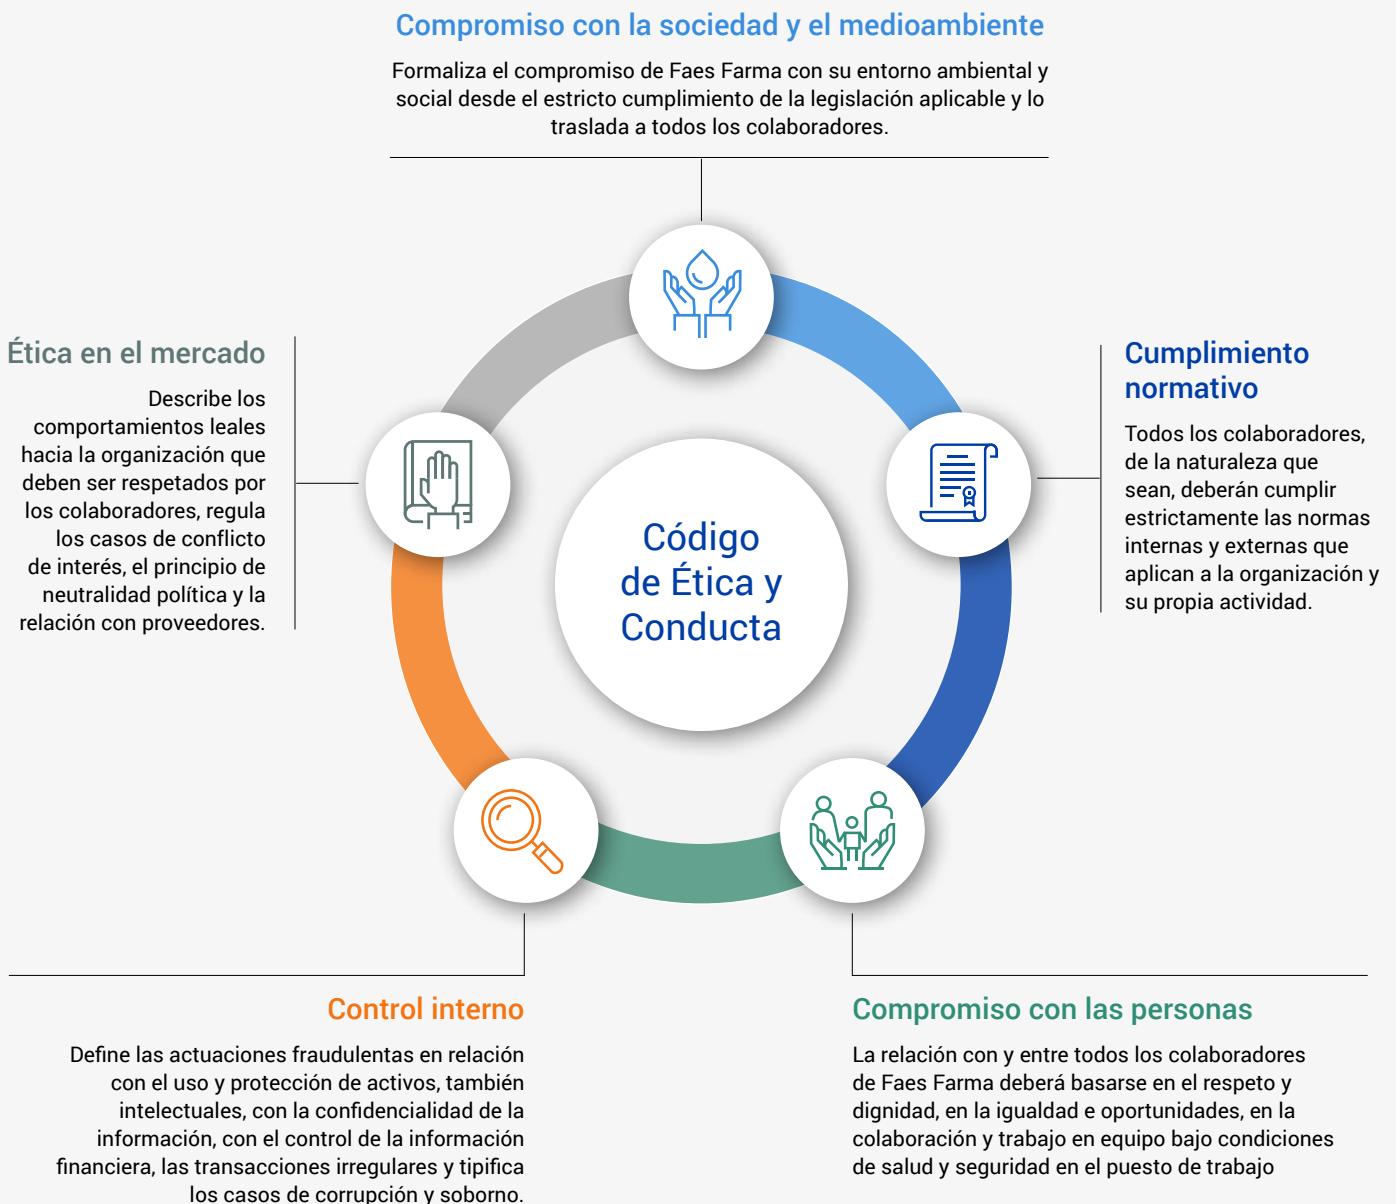 Compromiso con la sociedad y el medioambiente
Formaliza el compromiso de Faes Farma con su entorno ambiental y
social desde el estricto cumplimiento de la legislación aplicable y lo
traslada a todos los colaboradores.
Ética en el mercado
Describe los
comportamientos leales
hacia la organización que
deben ser respetados por
los colaboradores, regula
los casos de conflicto
de interés, el principio de
neutralidad política y la
relación con proveedores.
Código
de Ética y
Conducta
Cumplimiento
normativo
Todos los colaboradores,
de la naturaleza que
sean, deberán cumplir
estrictamente las normas
internas y externas que
aplican a la organización y
su propia actividad.
Control interno
Define las actuaciones fraudulentas en relación
con el uso y protección de activos, también
intelectuales, con la confidencialidad de la
información, con el control de la información
financiera, las transacciones irregulares y tipifica
los casos de corrupción y soborno.
Compromiso con las personas
La relación con y entre todos los colaboradores
de Faes Farma deberá basarse en el respeto y
dignidad, en la igualdad e oportunidades, en la
colaboración y trabajo en equipo bajo condiciones
de salud y seguridad en el puesto de trabajo